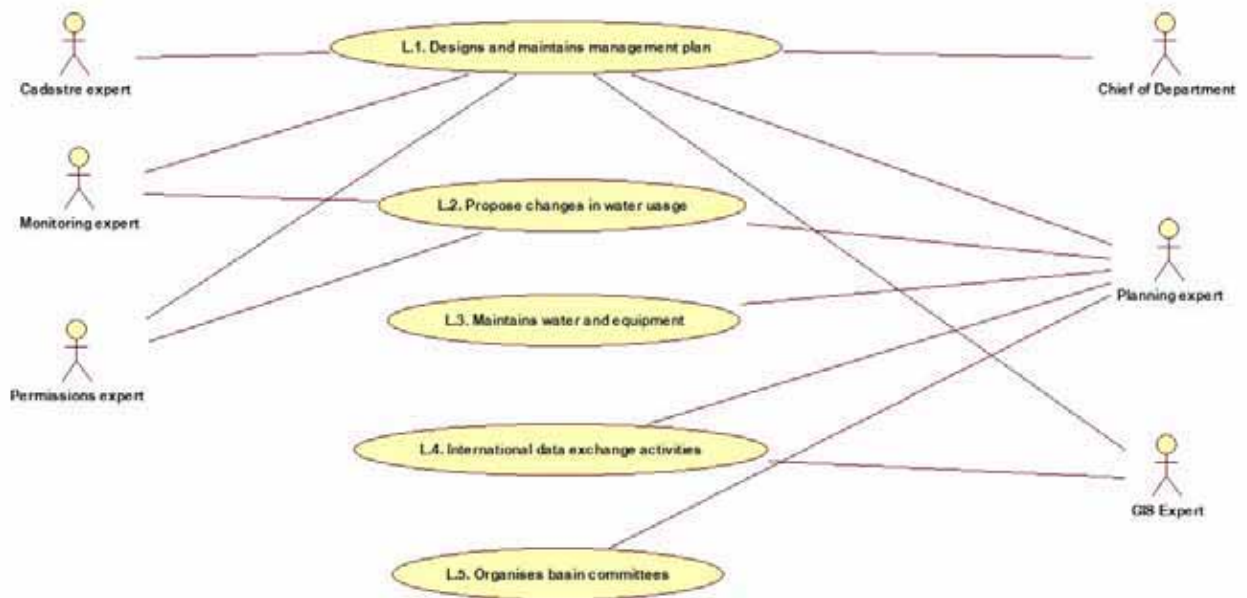 L.1. Designs and maintains management plan
Cadastre expert
Chief of Department
Monitoring expert
L.2. Propose changes in water uasge
Planning expert
L.3. Maintains water and equipment
Permissions expert
L.4. International data exchange activities
GIS Expert
L.5. Organises basin committees